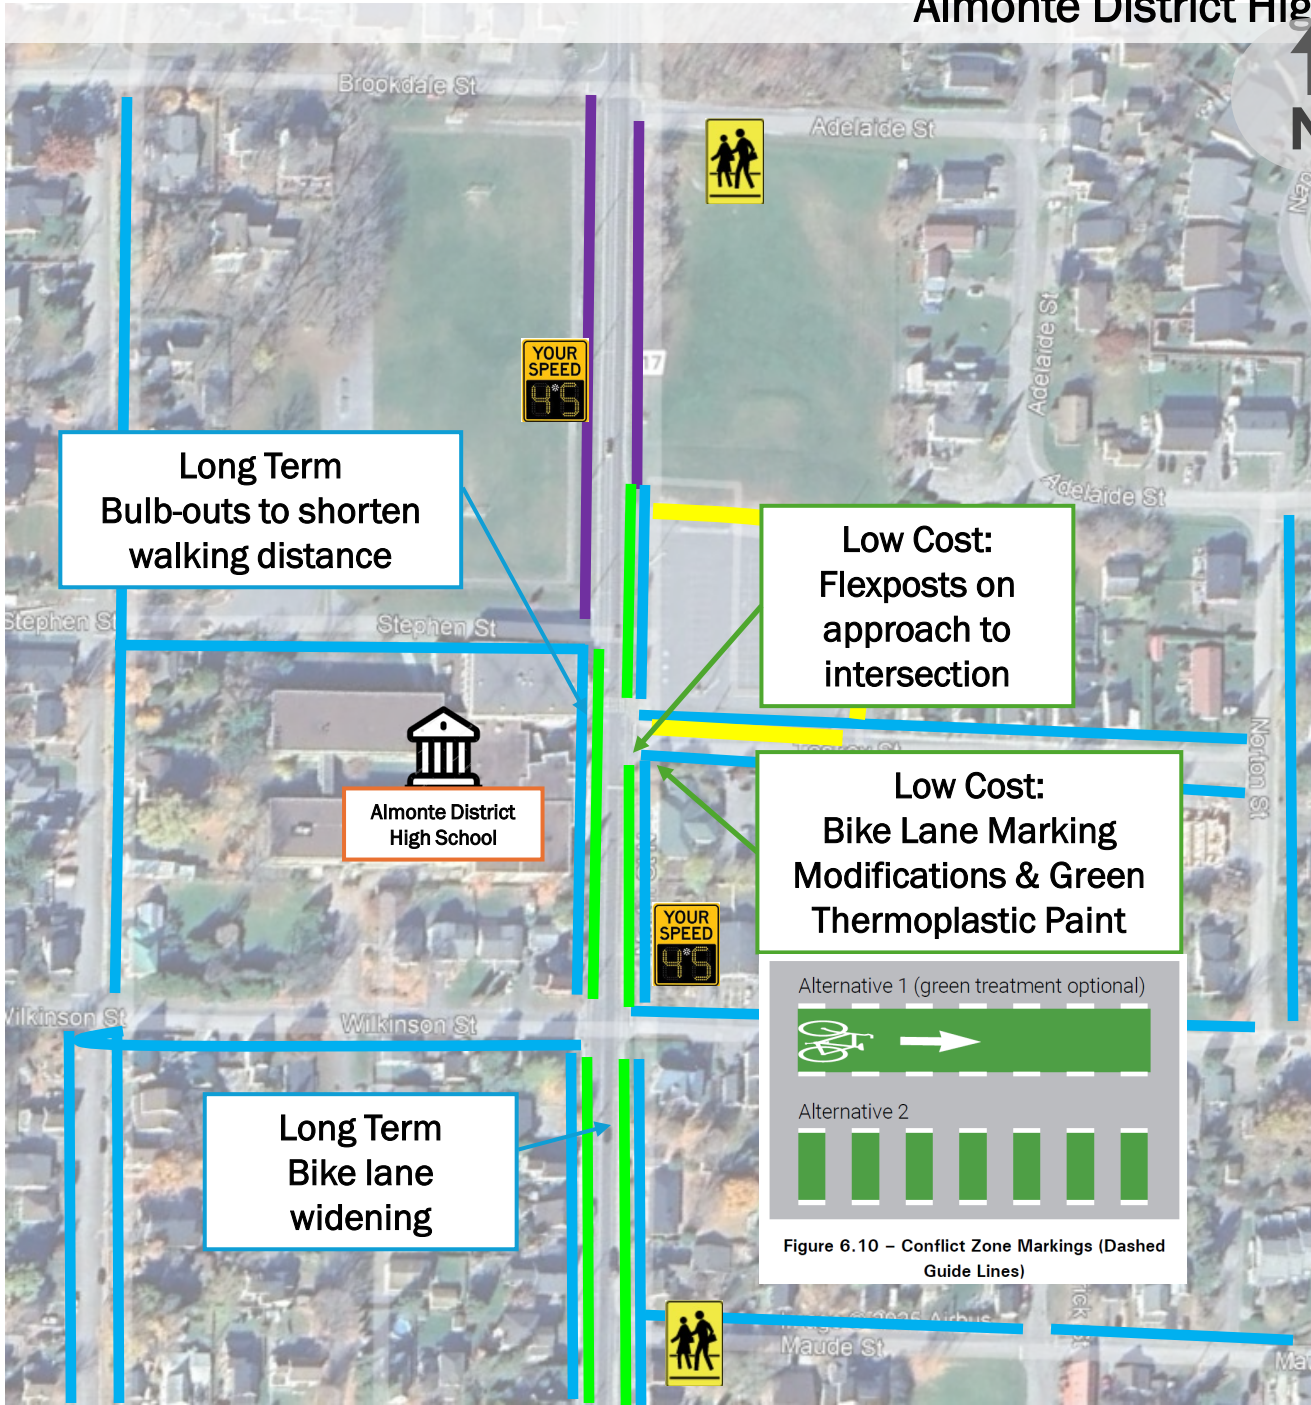 Almonte District Hig
N
Brookdale St
Adelaide St
YOUR
SPEED
45
17
Adelaide St
Long Term
Bulb-outs to shorten
walking distance
Adelaide St
Low Cost:
Flexposts on
approach to
intersection
Stephen St
Stephen St
Almonte District
High School
Norton St
Low Cost:
Bike Lane Marking
Modifications & Green
Thermoplastic Paint
YOUR
SPEED
45
Alternative 1 (green treatment optional)
Wilkinson St
Wilkinson St
Alternative 2
Long Term
Bike lane
widening
Figure 6.10 – Conflict Zone Markings (Dashed
Guide Lines)
Maude St
Ma